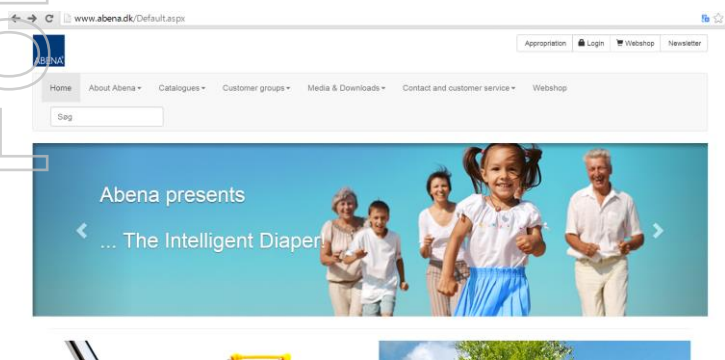 www.abena.dk/Default.aspx
ABENA
Appropriation Login Webshop Newsletter
Home About Abena Catalogues Customer groups Media & Downloads Contact and customer service Webshop
Søg
Abena presents
... The Intelligent Diaper!